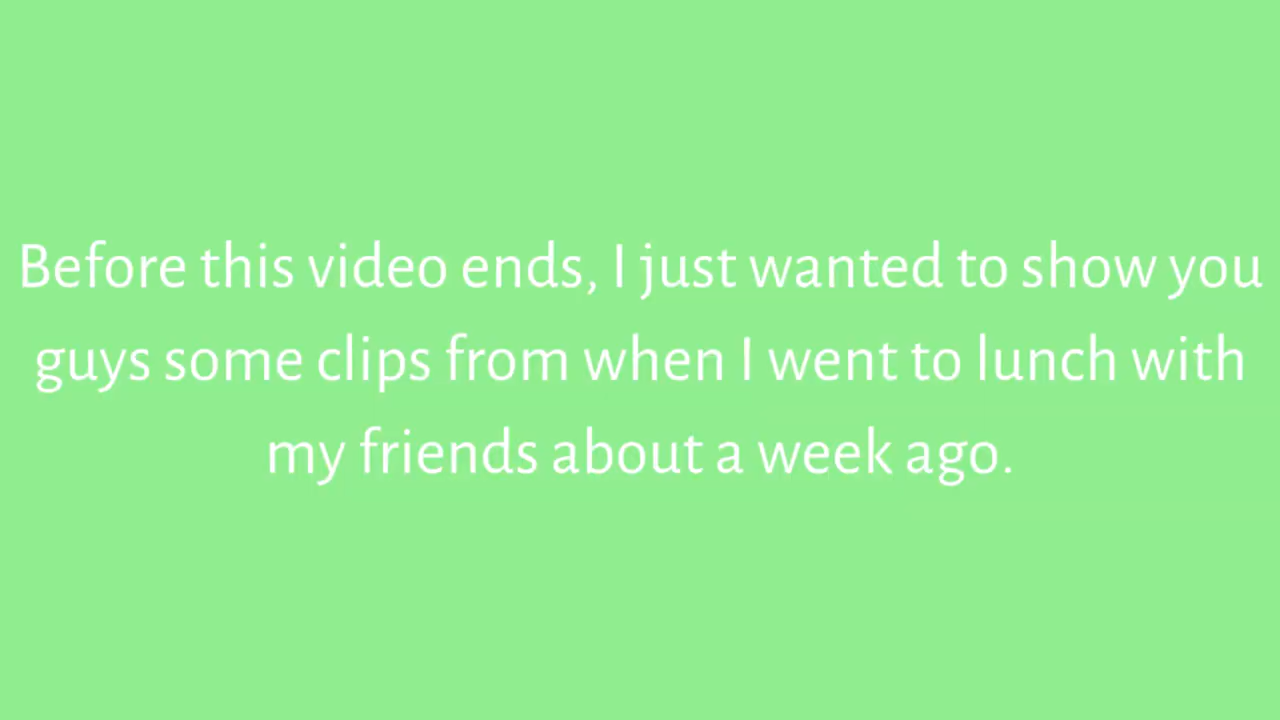 Before this video ends, I just wanted to show you
guys some clips from when I went to lunch with
my friends about a week ago.